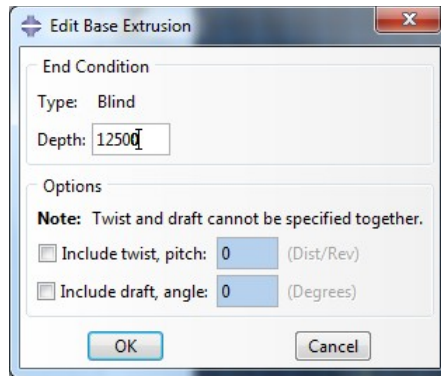 Edit Base Extrusion
End Condition
Type: Blind
Depth: 12500
Options
Note: Twist and draft cannot be specified together.
Include twist, pitch: 0 (Dist/Rev)
Include draft, angle: 0 (Degrees)
OK Cancel